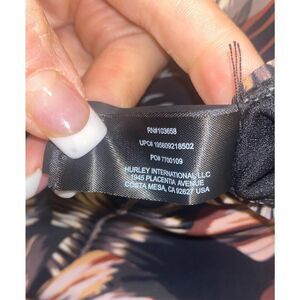 RN#103658
UPC# 195609218502
PO# 7700109
HURLEY INTERNATIONAL LLC
1945 PLACENTIA AVENUE
COSTA MESA, CA 92627 USA